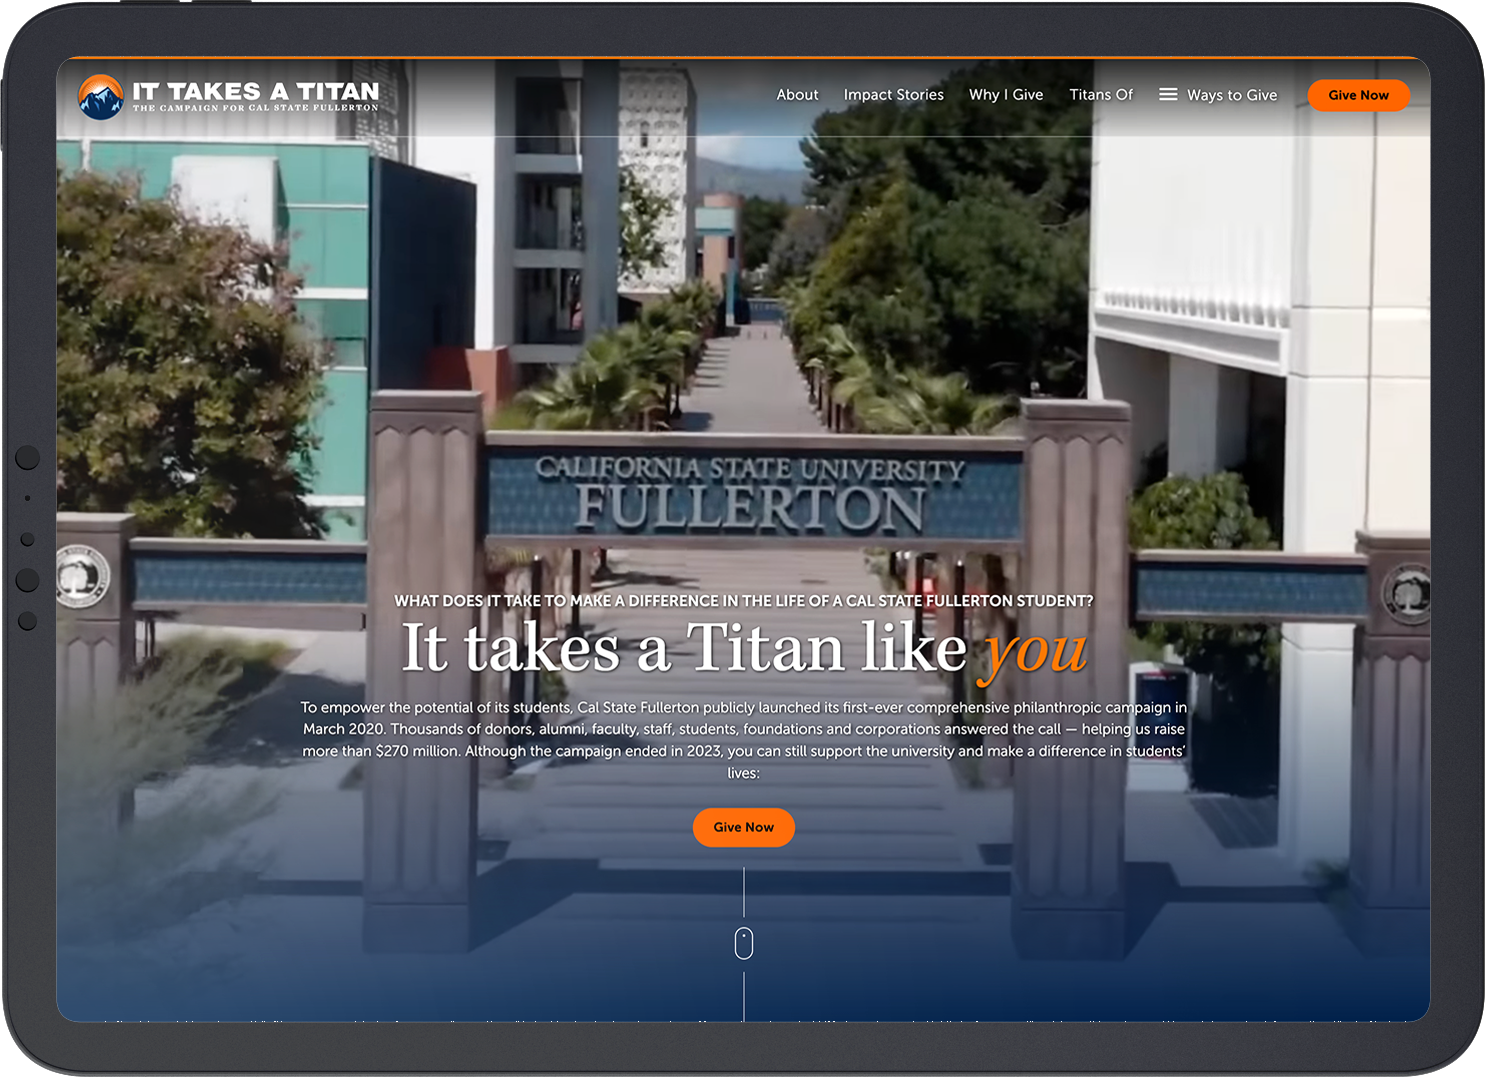 IT TAKES A TITAN
THE CAMPAIGN FOR CAL STATE FULLERTON
About Impact Stories Why I Give Titans Of Ways to Give Give Now
CALIFORNIA STATE UNIVERSITY
FULLERTON
WHAT DOES IT TAKE TO MAKE A DIFFERENCE IN THE LIFE OF A CAL STATE FULLERTON STUDENT?
It takes a Titan like you
To empower the potential of its students, Cal State Fullerton publicly launched its first-ever comprehensive philanthropic campaign in
March 2020. Thousands of donors, alumni, faculty, staff, students, foundations and corporations answered the call — helping us raise
more than $270 million. Although the campaign ended in 2023, you can still support the university and make a difference in students’
lives:
Give Now